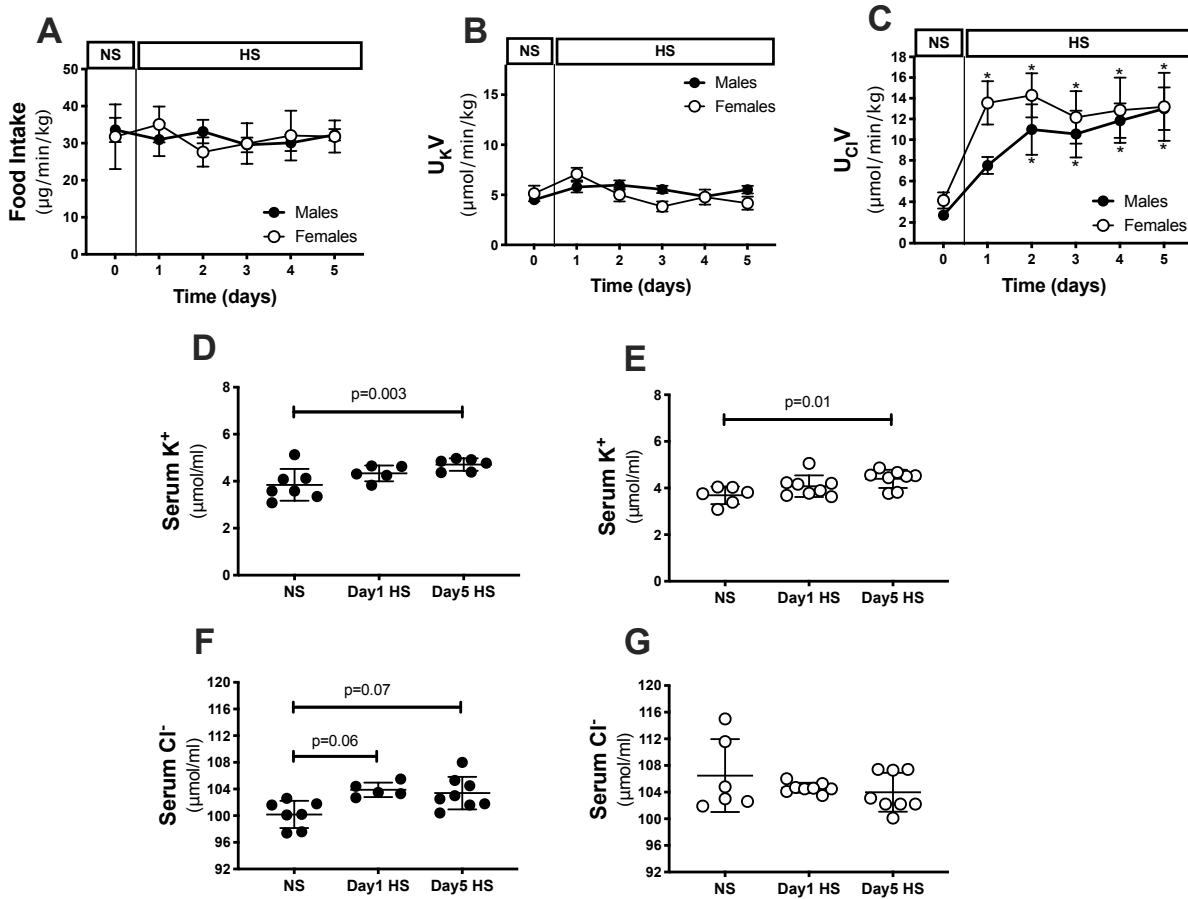 A
NS
HS
50
40
30
20
10
0
Food Intake
(µg/min/kg)
Males
Females
0 1 2 3 4 5
Time (days)
B
NS
HS
15
10
5
0
UKV
(µmol/min/kg)
Males
Females
0 1 2 3 4 5
Time (days)
C
NS
HS
18
16
14
12
10
8
6
4
2
0
UClV
(µmol/min/kg)
* * * * *
* * * *
Males
Females
0 1 2 3 4 5
Time (days)
D
8
6
4
2
0
Serum K⁺
(µmol/ml)
p=0.003
NS Day1 HS Day5 HS
E
8
6
4
2
0
Serum K⁺
(µmol/ml)
p=0.01
NS Day1 HS Day5 HS
F
120
116
112
108
104
100
96
92
Serum Cl⁻
(µmol/ml)
p=0.07
p=0.06
NS Day1 HS Day5 HS
G
120
116
112
108
104
100
96
92
Serum Cl⁻
(µmol/ml)
NS Day1 HS Day5 HS